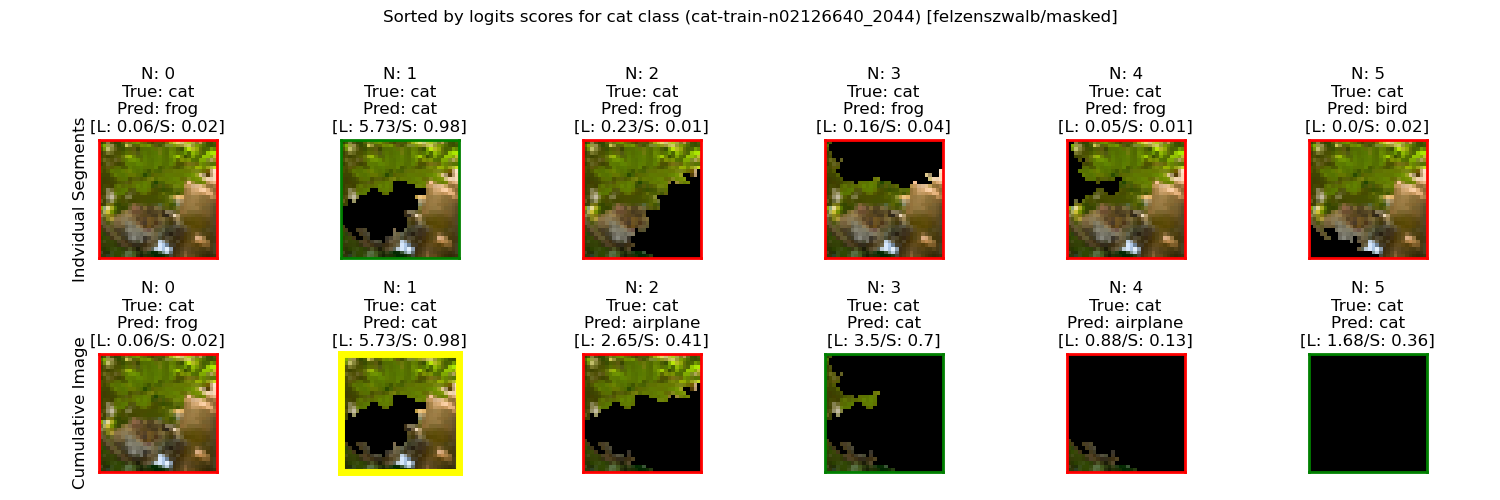 Sorted by logits scores for cat class (cat-train-n02126640_2044) [felzenszwalb/masked]
Indvidual Segments
N: 0
True: cat
Pred: frog
[L: 0.06/S: 0.02]
N: 1
True: cat
Pred: cat
[L: 5.73/S: 0.98]
N: 2
True: cat
Pred: frog
[L: 0.23/S: 0.01]
N: 3
True: cat
Pred: frog
[L: 0.16/S: 0.04]
N: 4
True: cat
Pred: frog
[L: 0.05/S: 0.01]
N: 5
True: cat
Pred: bird
[L: 0.0/S: 0.02]
Cumulative Image
N: 0
True: cat
Pred: frog
[L: 0.06/S: 0.02]
N: 1
True: cat
Pred: cat
[L: 5.73/S: 0.98]
N: 2
True: cat
Pred: airplane
[L: 2.65/S: 0.41]
N: 3
True: cat
Pred: cat
[L: 3.5/S: 0.7]
N: 4
True: cat
Pred: airplane
[L: 0.88/S: 0.13]
N: 5
True: cat
Pred: cat
[L: 1.68/S: 0.36]